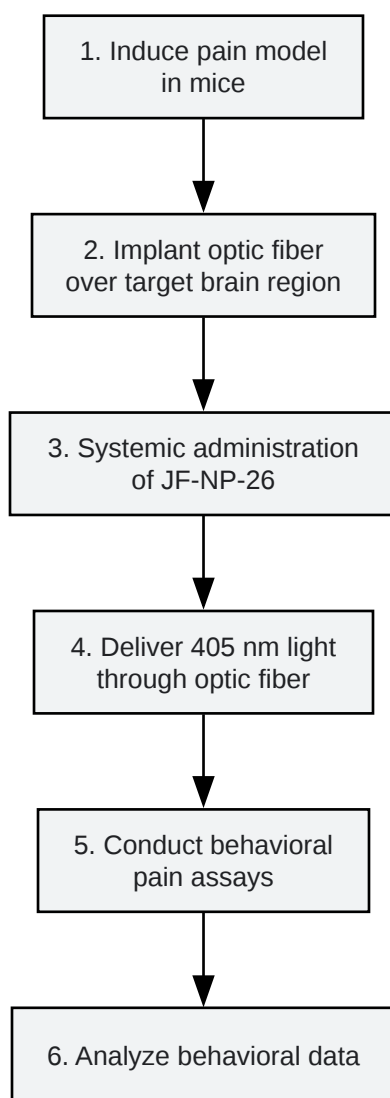 1. Induce pain model
in mice
2. Implant optic fiber
over target brain region
3. Systemic administration
of JF-NP-26
4. Deliver 405 nm light
through optic fiber
5. Conduct behavioral
pain assays
6. Analyze behavioral data